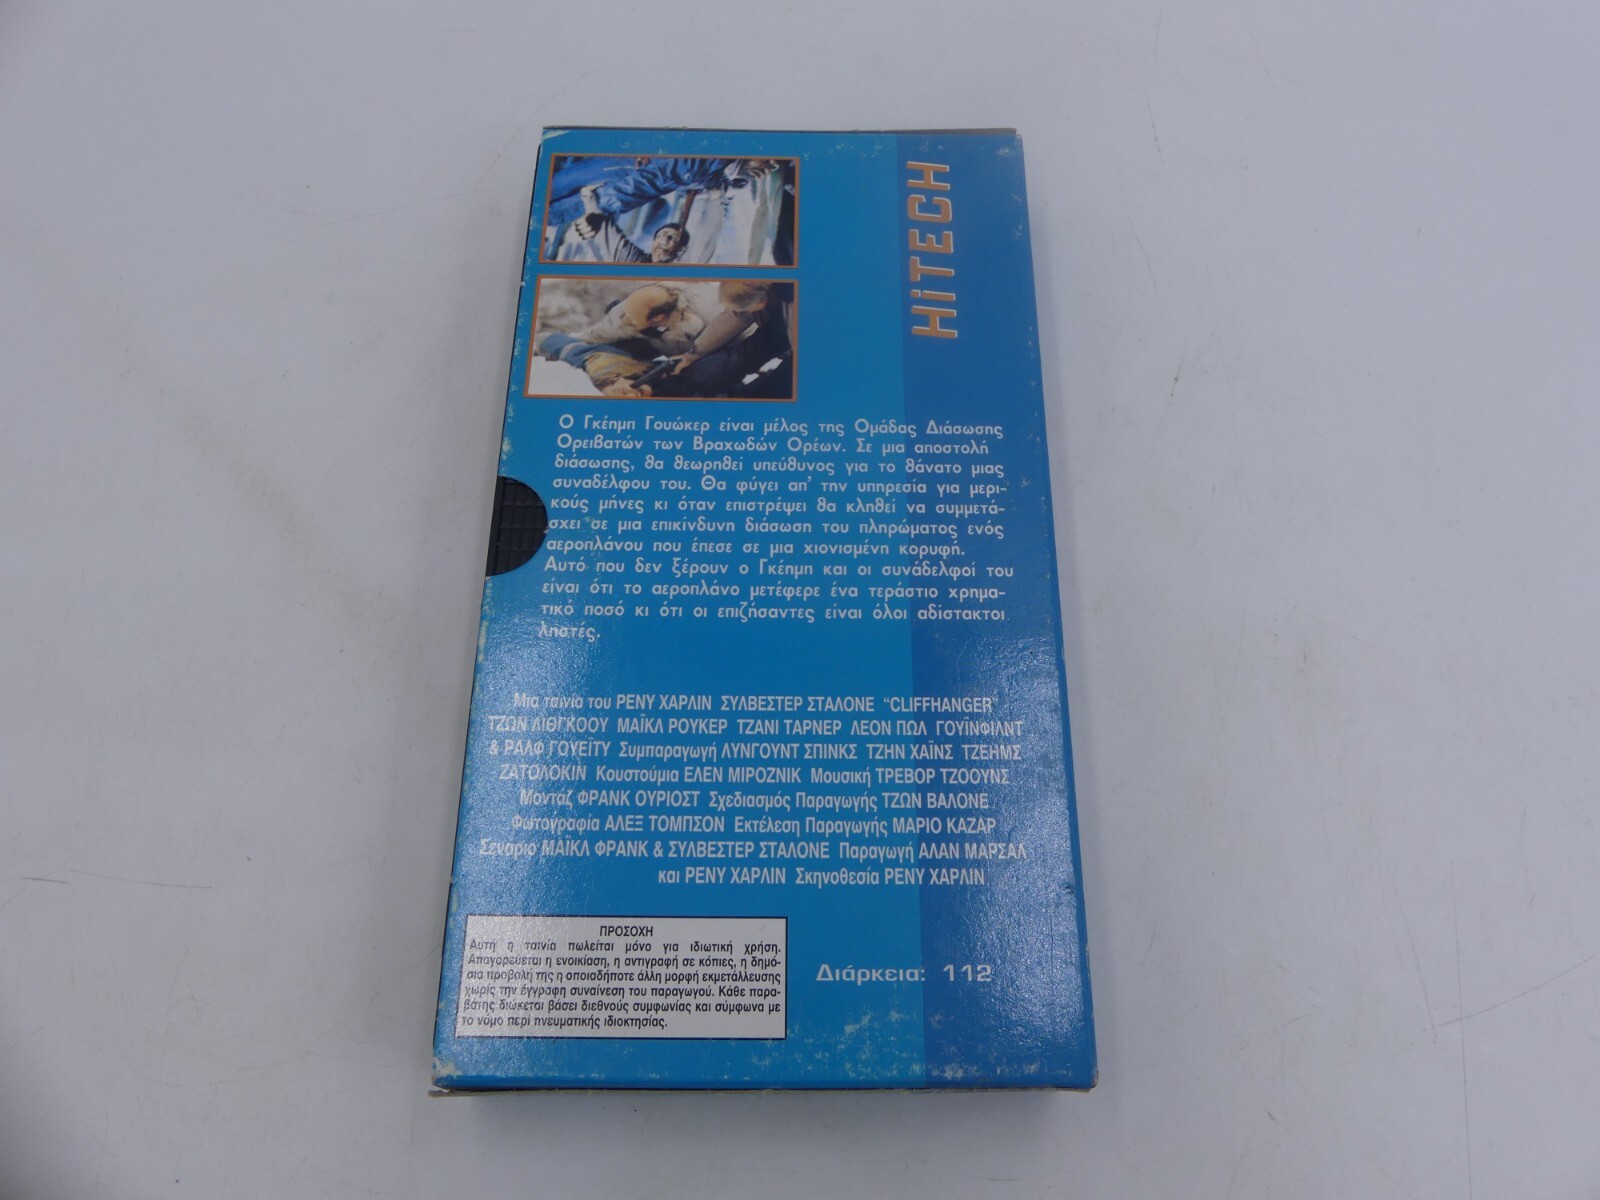 HiTECH
Ο Γκέημπ Γουώκερ είναι μέλος της Ομάδας Διάσωσης
Ορειβατών των Βραχωδών Ορέων. Σε μια αποστολή
διάσωσης, θα θεωρηθεί υπεύθυνος για το θάνατο μιας
συναδέλφου του. Θα φύγει απ' την υπηρεσία για μερι-
κούς μήνες κι όταν επιστρέψει θα κληθεί να συμμετά-
σχει σε μια επικίνδυνη διάσωση του πληρώματος ενός
αεροπλάνου που έπεσε σε μια χιονισμένη κορυφή.
Αυτό που δεν ξέρουν ο Γκέημπ και οι συνάδελφοί του
είναι ότι το αεροπλάνο μετέφερε ένα τεράστιο χρημα-
τικό ποσό κι ότι οι επιζήσαντες είναι όλοι αδίστακτοι
ληστές.
Μια ταινία του ΡΕΝΥ ΧΑΡΛΙΝ ΣΥΛΒΕΣΤΕΡ ΣΤΑΛΟΝΕ "CLIFFHANGER"
ΤΖΩΝ ΛΙΘΓΚΟΟΥ ΜΑΪΚΛ ΡΟΥΚΕΡ ΤΖΑΝΙ ΤΑΡΝΕΡ ΛΕΟΝ ΠΩΛ ΓΟΥΪΝΦΙΛΝΤ
& ΡΑΛΦ ΓΟΥΕΪΤΥ Συμπαραγωγή ΛΥΝΓΟΥΝΤ ΣΠΙΝΚΣ ΤΖΗΝ ΧΑΪΝΣ ΤΖΕΗΜΣ
ΖΑΤΟΛΟΚΙΝ Κουστούμια ΕΛΕΝ ΜΙΡΟΖΝΙΚ Μουσική ΤΡΕΒΟΡ ΤΖΟΟΥΝΣ
Μοντάζ ΦΡΑΝΚ ΟΥΡΙΟΣΤ Σχεδιασμός Παραγωγής ΤΖΩΝ ΒΑΛΟΝΕ
Φωτογραφία ΑΛΕΞ ΤΟΜΠΣΟΝ Εκτέλεση Παραγωγής ΜΑΡΙΟ ΚΑΖΑΡ
Σενάριο ΜΑΪΚΛ ΦΡΑΝΚ & ΣΥΛΒΕΣΤΕΡ ΣΤΑΛΟΝΕ Παραγωγή ΑΛΑΝ ΜΑΡΣΑΛ
και ΡΕΝΥ ΧΑΡΛΙΝ Σκηνοθεσία ΡΕΝΥ ΧΑΡΛΙΝ
ΠΡΟΣΟΧΗ
Αυτή η ταινία πωλείται μόνο για ιδιωτική χρήση.
Απαγορεύεται η ενοικίαση, η αντιγραφή σε κόπιες, η δημό-
σια προβολή της η οποιαδήποτε άλλη μορφή εκμετάλλευσης
χωρίς την έγγραφη συναίνεση του παραγωγού. Κάθε παρα-
βάτης διώκεται βάσει διεθνούς συμφωνίας και σύμφωνα με
το νόμο περί πνευματικής ιδιοκτησίας.
Διάρκεια: 112